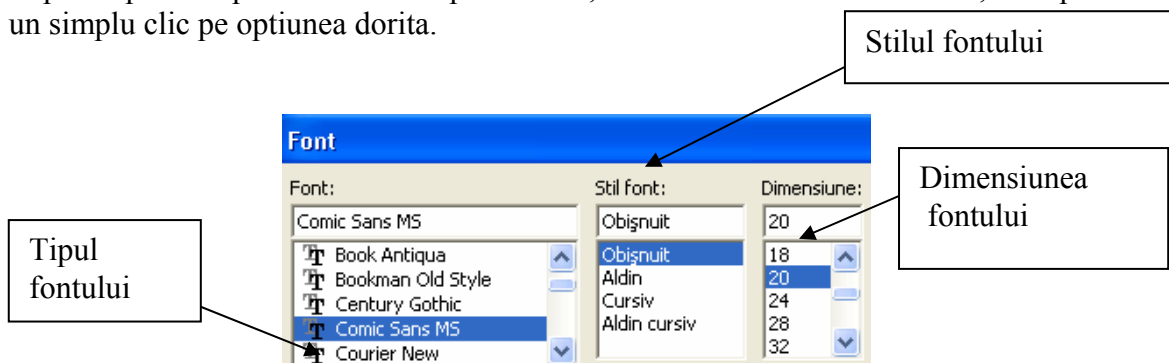 un simplu clic pe optiunea dorita.
Stilul fontului
Font
Font:
Stil font:
Dimensiune:
Dimensiunea
fontului
Comic Sans MS
Obişnuit
20
Tipul
fontului
Book Antiqua
Bookman Old Style
Century Gothic
Comic Sans MS
Courier New
Obişnuit
Aldin
Cursiv
Aldin cursiv
18
20
24
28
32